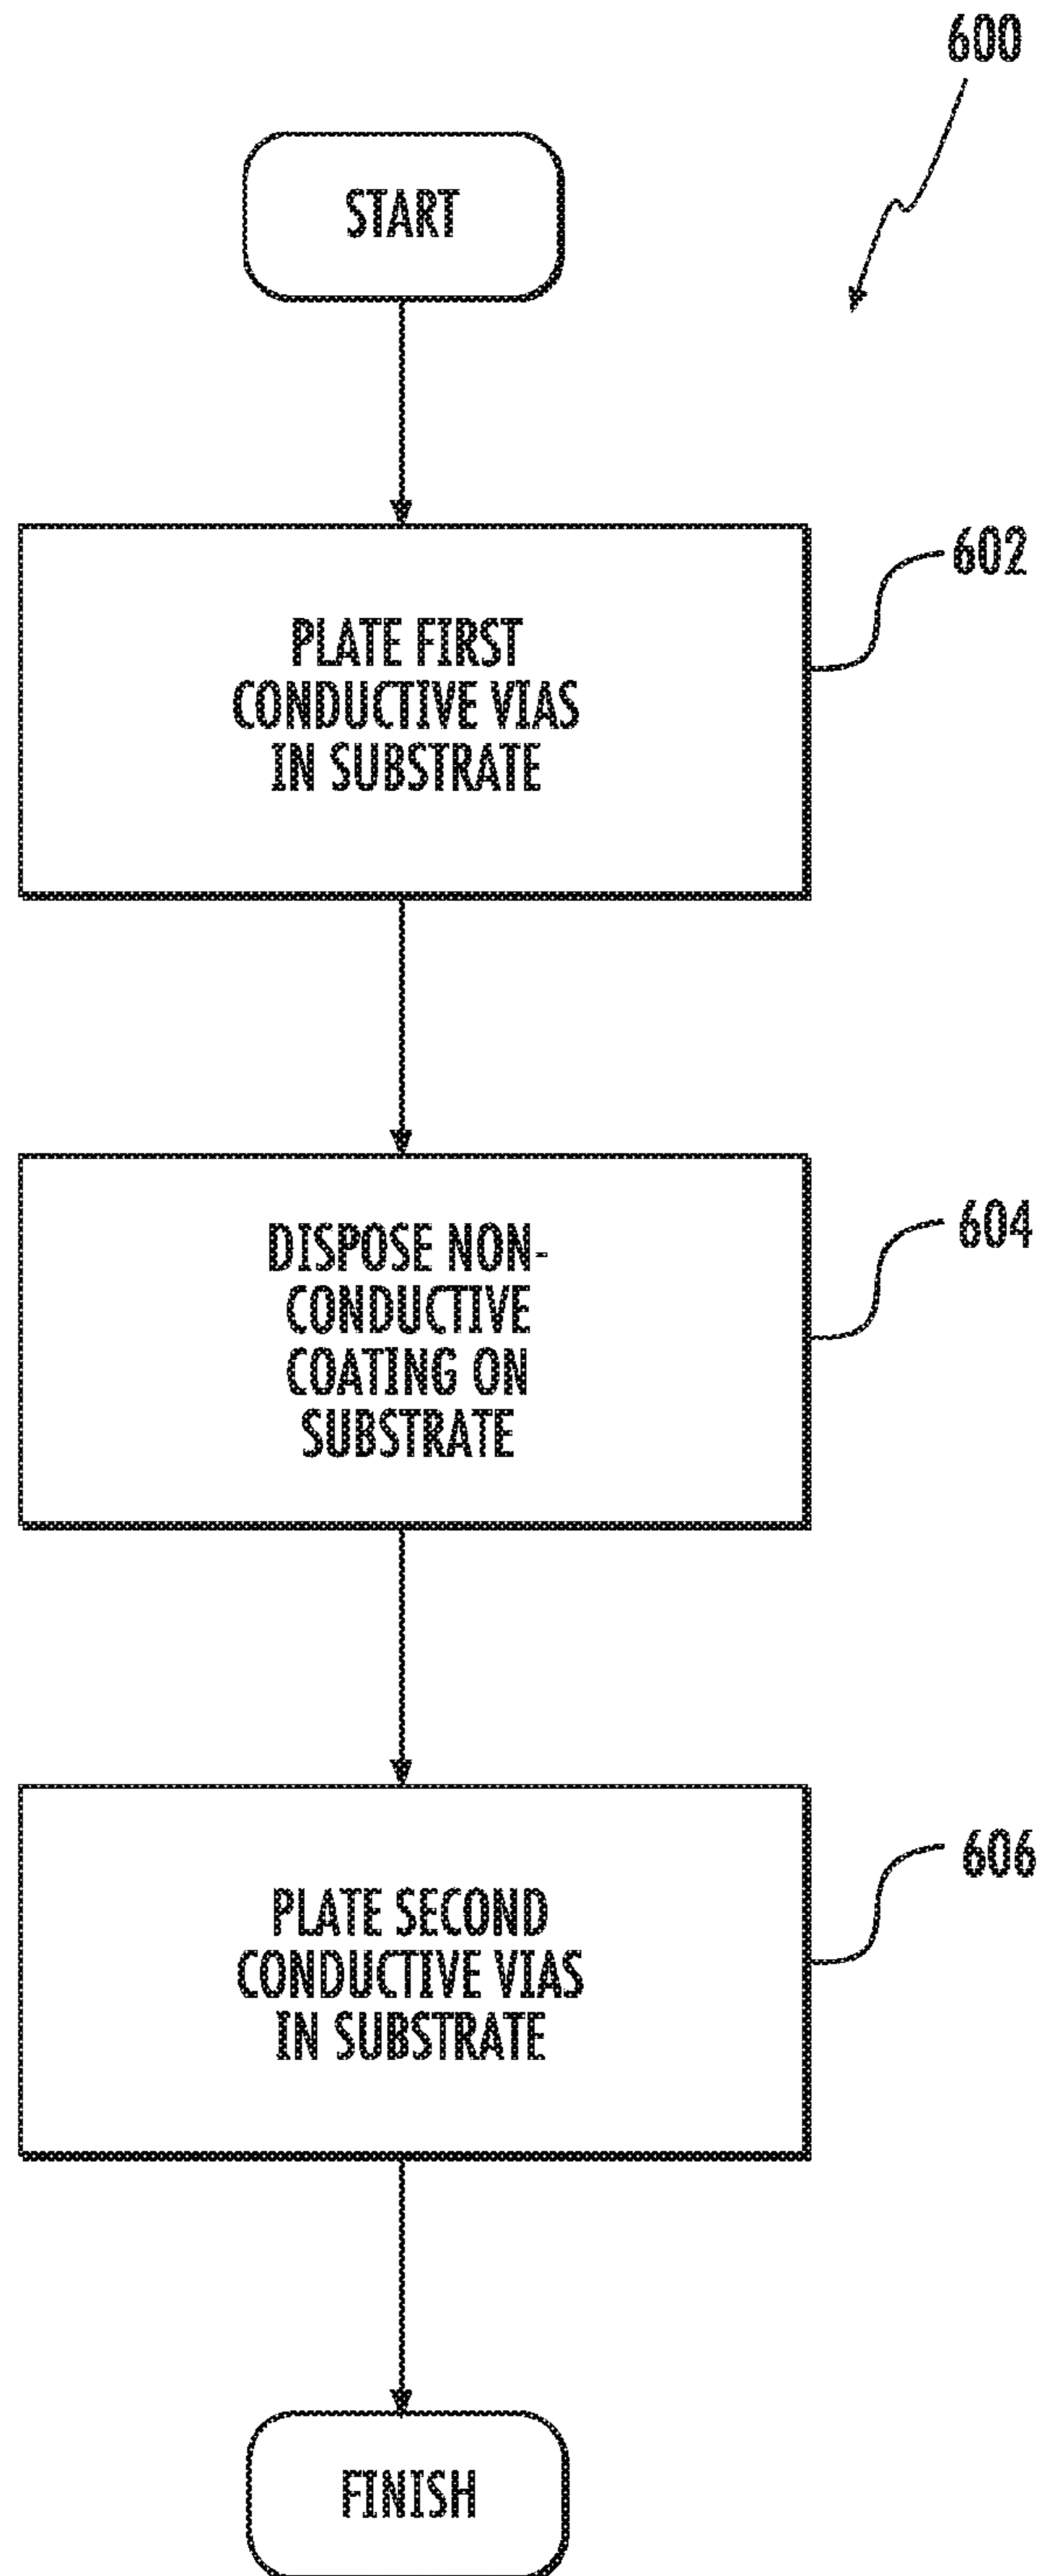 600
START
PLATE FIRST
CONDUCTIVE VIAS
IN SUBSTRATE
602
DISPOSE NON-
CONDUCTIVE
COATING ON
SUBSTRATE
604
PLATE SECOND
CONDUCTIVE VIAS
IN SUBSTRATE
606
FINISH